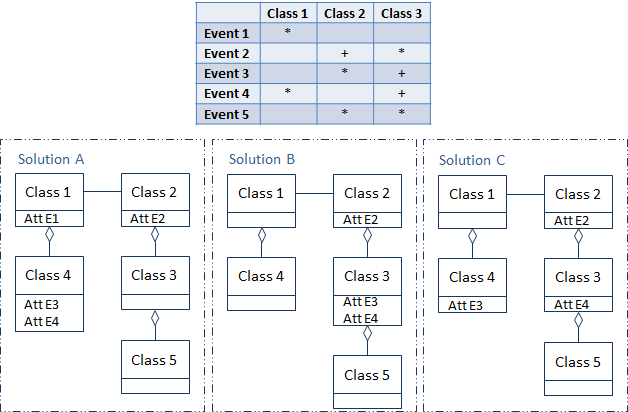 Class 1 Class 2 Class 3
Event 1 *
Event 2 + *
Event 3 * +
Event 4 * +
Event 5 * *
Solution A
Class 1 Class 2
Att E1 Att E2
Class 4 Class 3
Att E3
Att E4
Class 5
Solution B
Class 1 Class 2
Att E2
Class 4 Class 3
Att E3
Att E4
Class 5
Solution C
Class 1 Class 2
Att E2
Class 4 Class 3
Att E3 Att E4
Class 5